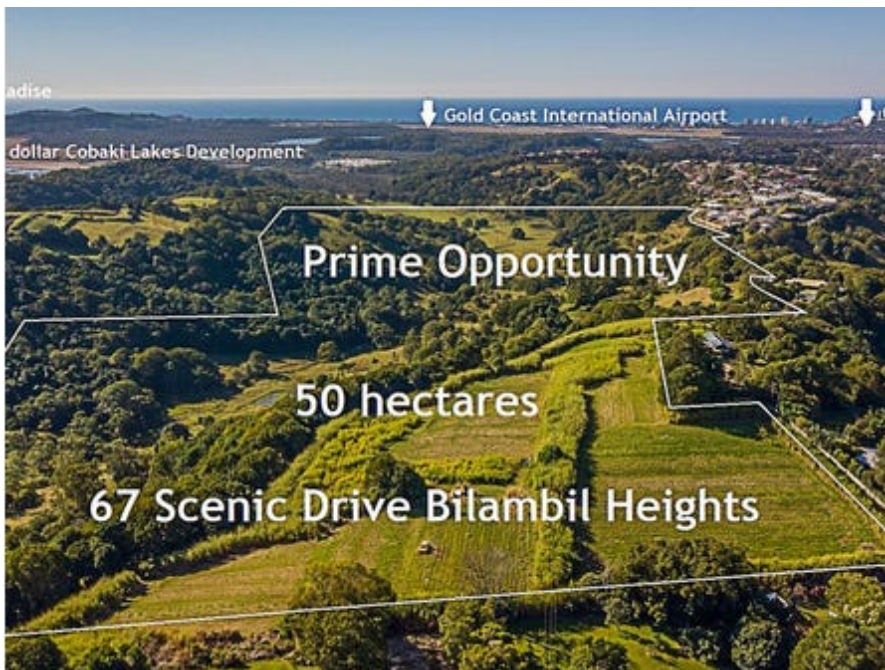 adise
Gold Coast International Airport
dollar Cobaki Lakes Development
Prime Opportunity
50 hectares
67 Scenic Drive Bilambil Heights